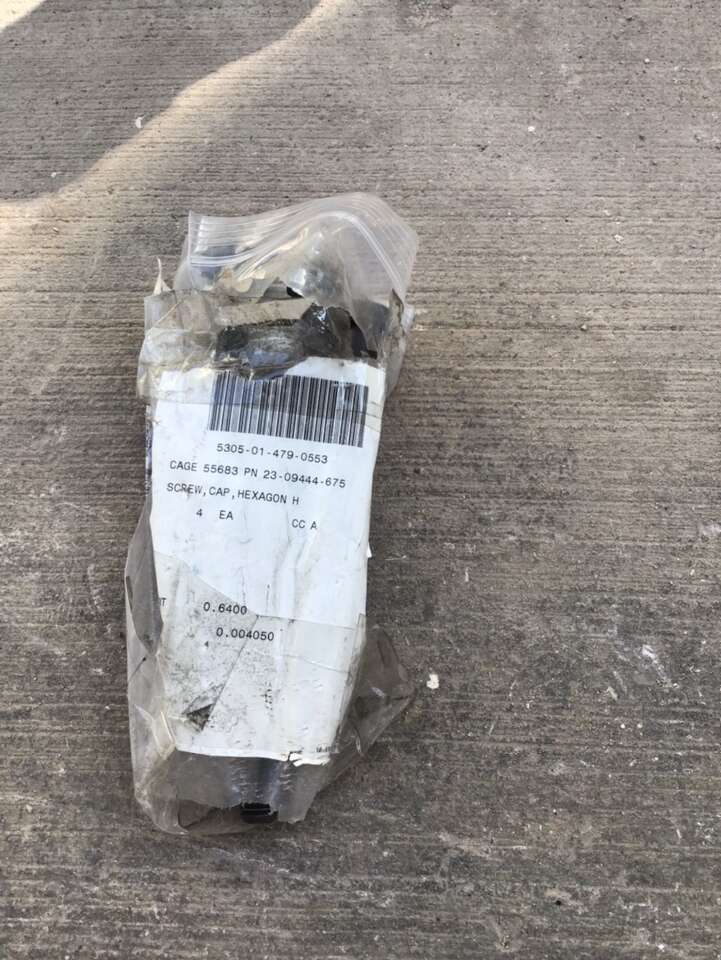 5305-01-479-0553
CAGE 55683 PN 23-09444-675
SCREW, CAP, HEXAGON H
4 EA CC A
0.6400
0.004050